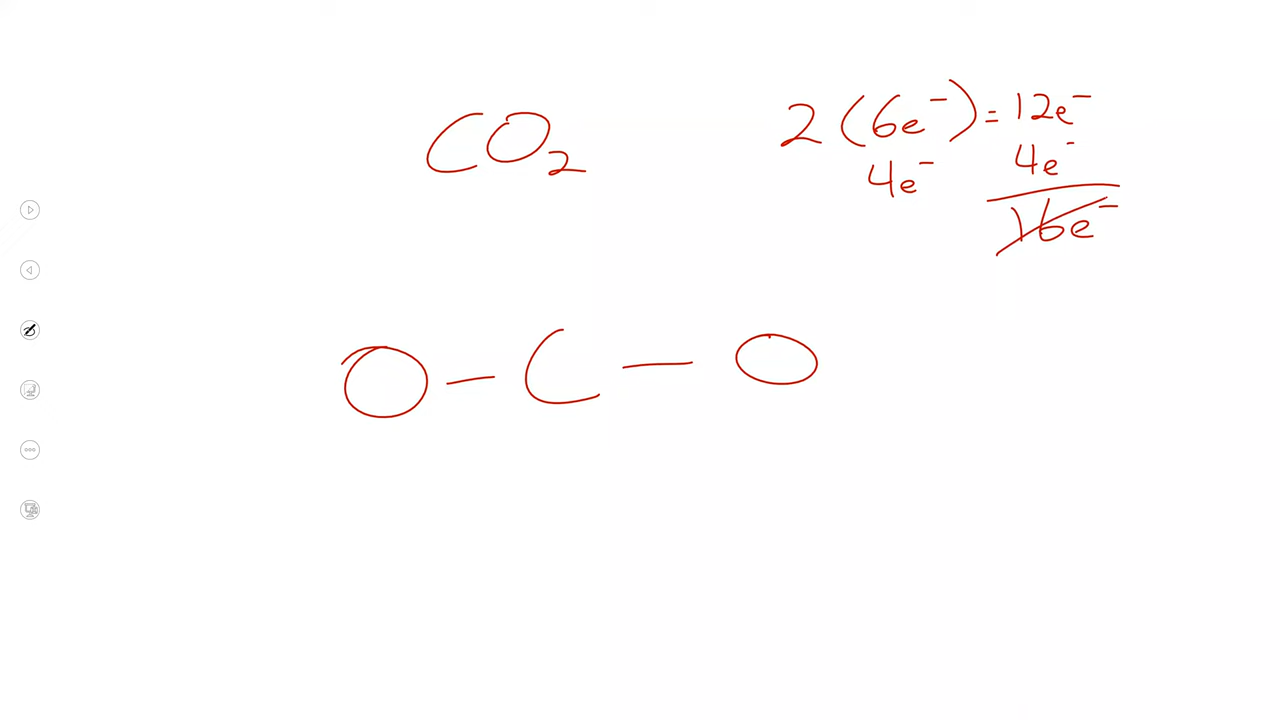 CO₂
2 (6e⁻) = 12e⁻
4e⁻ 4e⁻
16e⁻
O – C – O